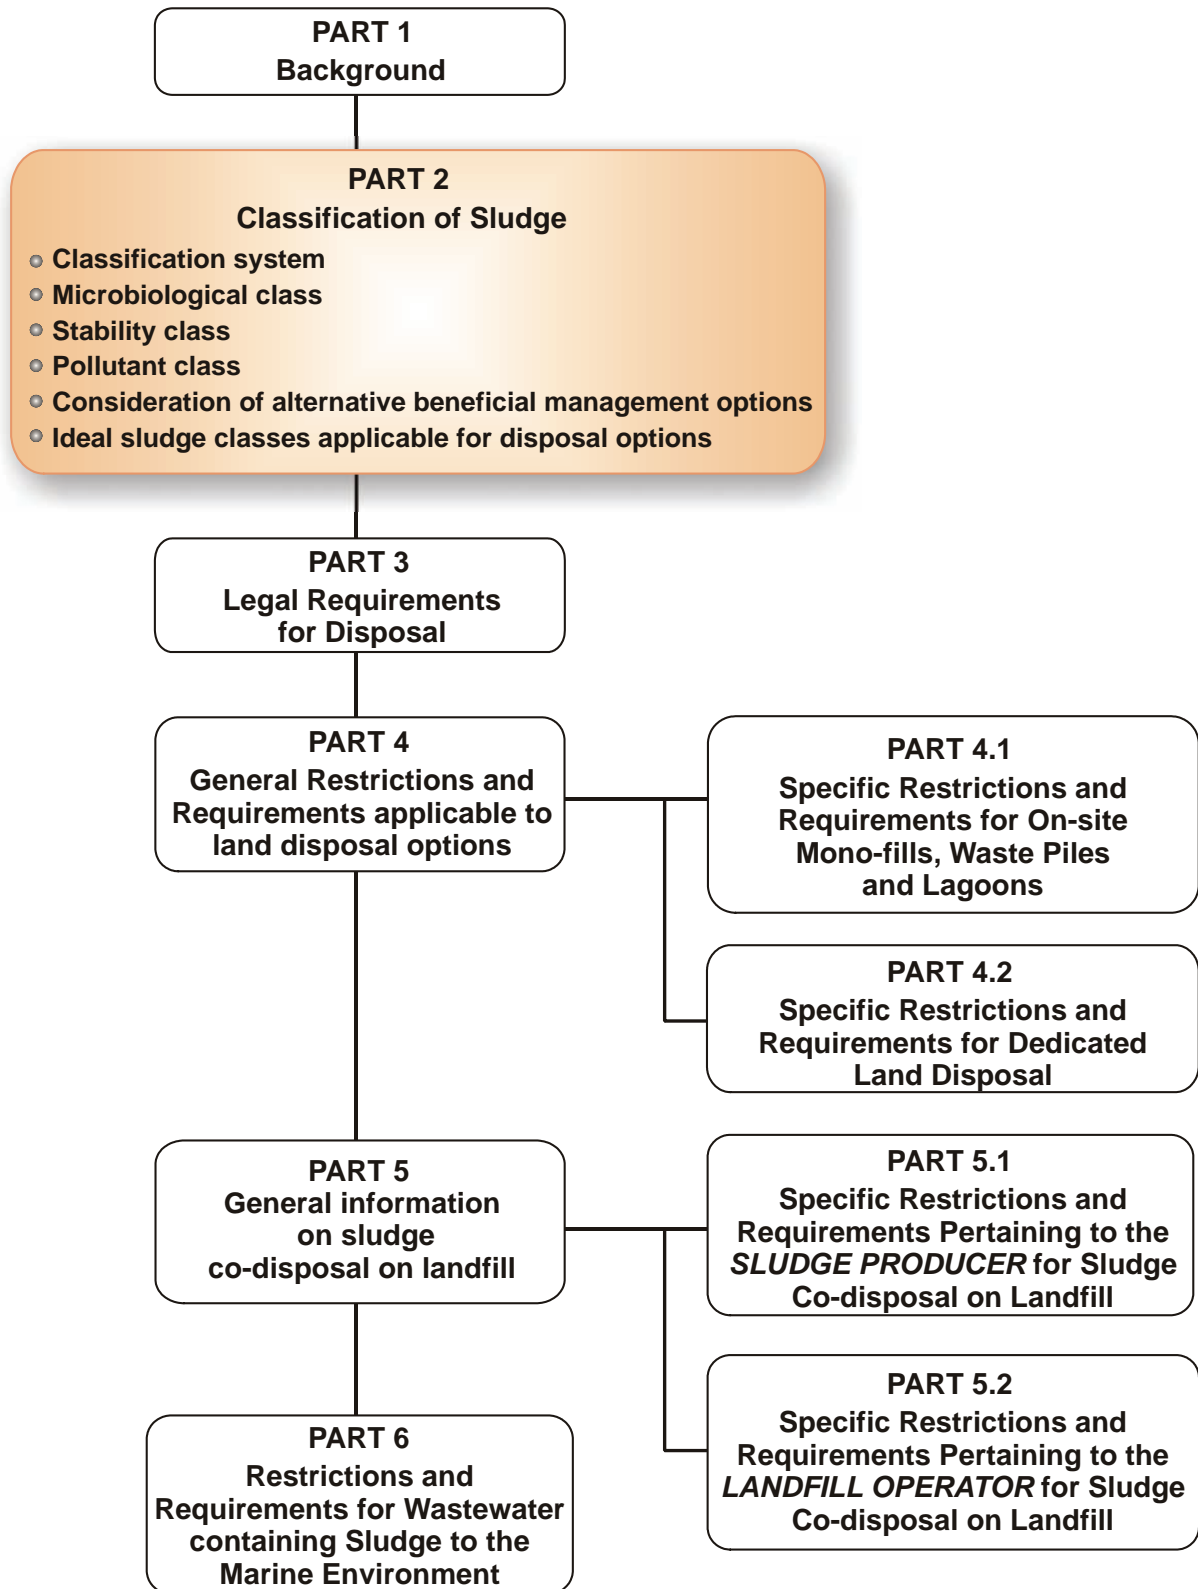 PART 1
Background
PART 2
Classification of Sludge
Classification system
Microbiological class
Stability class
Pollutant class
Consideration of alternative beneficial management options
Ideal sludge classes applicable for disposal options
PART 3
Legal Requirements
for Disposal
PART 4
General Restrictions and
Requirements applicable to
land disposal options
PART 4.1
Specific Restrictions and
Requirements for On-site
Mono-fills, Waste Piles
and Lagoons
PART 4.2
Specific Restrictions and
Requirements for Dedicated
Land Disposal
PART 5
General information
on sludge
co-disposal on landfill
PART 5.1
Specific Restrictions and
Requirements Pertaining to the
SLUDGE PRODUCER for Sludge
Co-disposal on Landfill
PART 5.2
Specific Restrictions and
Requirements Pertaining to the
LANDFILL OPERATOR for Sludge
Co-disposal on Landfill
PART 6
Restrictions and
Requirements for Wastewater
containing Sludge to the
Marine Environment